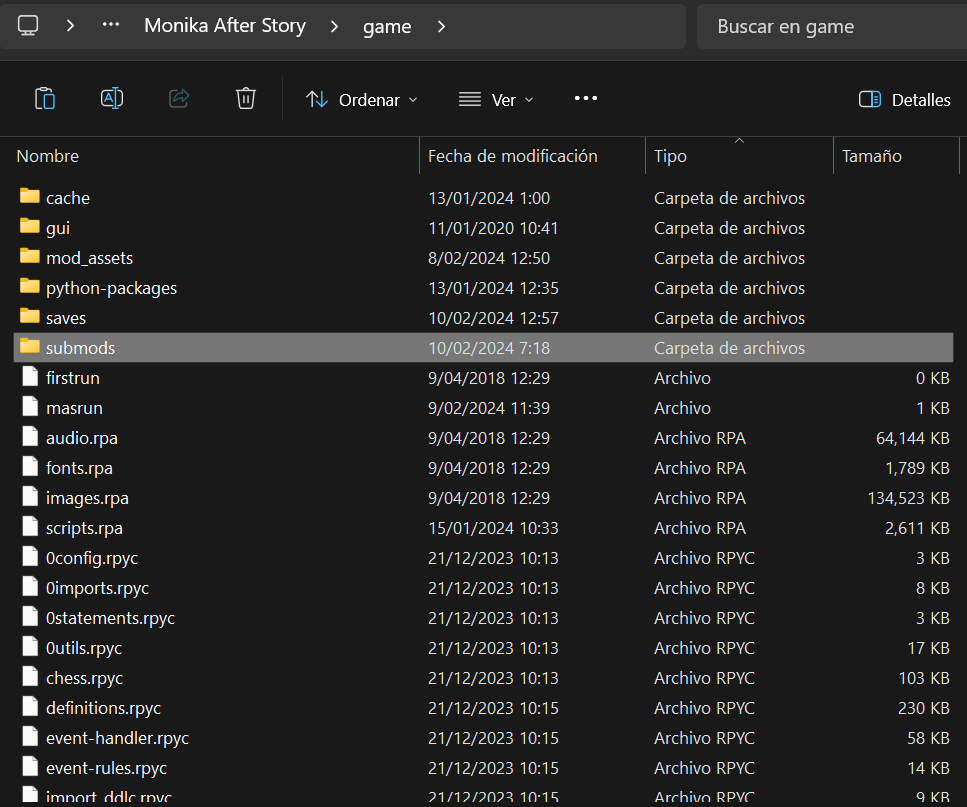 Monika After Story > game >
Buscar en game
Ordenar Ver ... Detalles
Nombre Fecha de modificación Tipo Tamaño
cache 13/01/2024 1:00 Carpeta de archivos
gui 11/01/2020 10:41 Carpeta de archivos
mod_assets 8/02/2024 12:50 Carpeta de archivos
python-packages 13/01/2024 12:35 Carpeta de archivos
saves 10/02/2024 12:57 Carpeta de archivos
submods 10/02/2024 7:18 Carpeta de archivos
firstrun 9/04/2018 12:29 Archivo 0 KB
masrun 9/02/2024 11:39 Archivo 1 KB
audio.rpa 9/04/2018 12:29 Archivo RPA 64,144 KB
fonts.rpa 9/04/2018 12:29 Archivo RPA 1,789 KB
images.rpa 9/04/2018 12:29 Archivo RPA 134,523 KB
scripts.rpa 15/01/2024 10:33 Archivo RPA 2,611 KB
0config.rpyc 21/12/2023 10:13 Archivo RPYC 3 KB
0imports.rpyc 21/12/2023 10:13 Archivo RPYC 8 KB
0statements.rpyc 21/12/2023 10:13 Archivo RPYC 3 KB
0utils.rpyc 21/12/2023 10:13 Archivo RPYC 17 KB
chess.rpyc 21/12/2023 10:13 Archivo RPYC 103 KB
definitions.rpyc 21/12/2023 10:15 Archivo RPYC 230 KB
event-handler.rpyc 21/12/2023 10:15 Archivo RPYC 58 KB
event-rules.rpyc 21/12/2023 10:15 Archivo RPYC 14 KB
import_ddlc.rpyc 21/12/2023 10:15 Archivo RPYC 9 KB